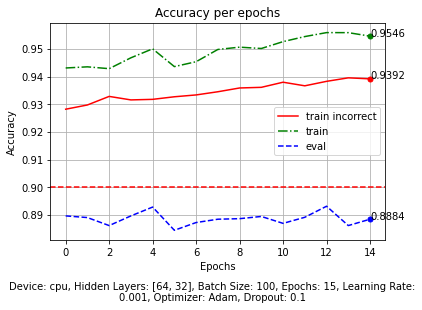 Accuracy per epochs
0.9546
0.9392
0.8884
0.95
0.94
0.93
0.92
0.91
0.90
0.89
Accuracy
train incorrect
train
eval
0 2 4 6 8 10 12 14
Epochs
Device: cpu, Hidden Layers: [64, 32], Batch Size: 100, Epochs: 15, Learning Rate:
0.001, Optimizer: Adam, Dropout: 0.1